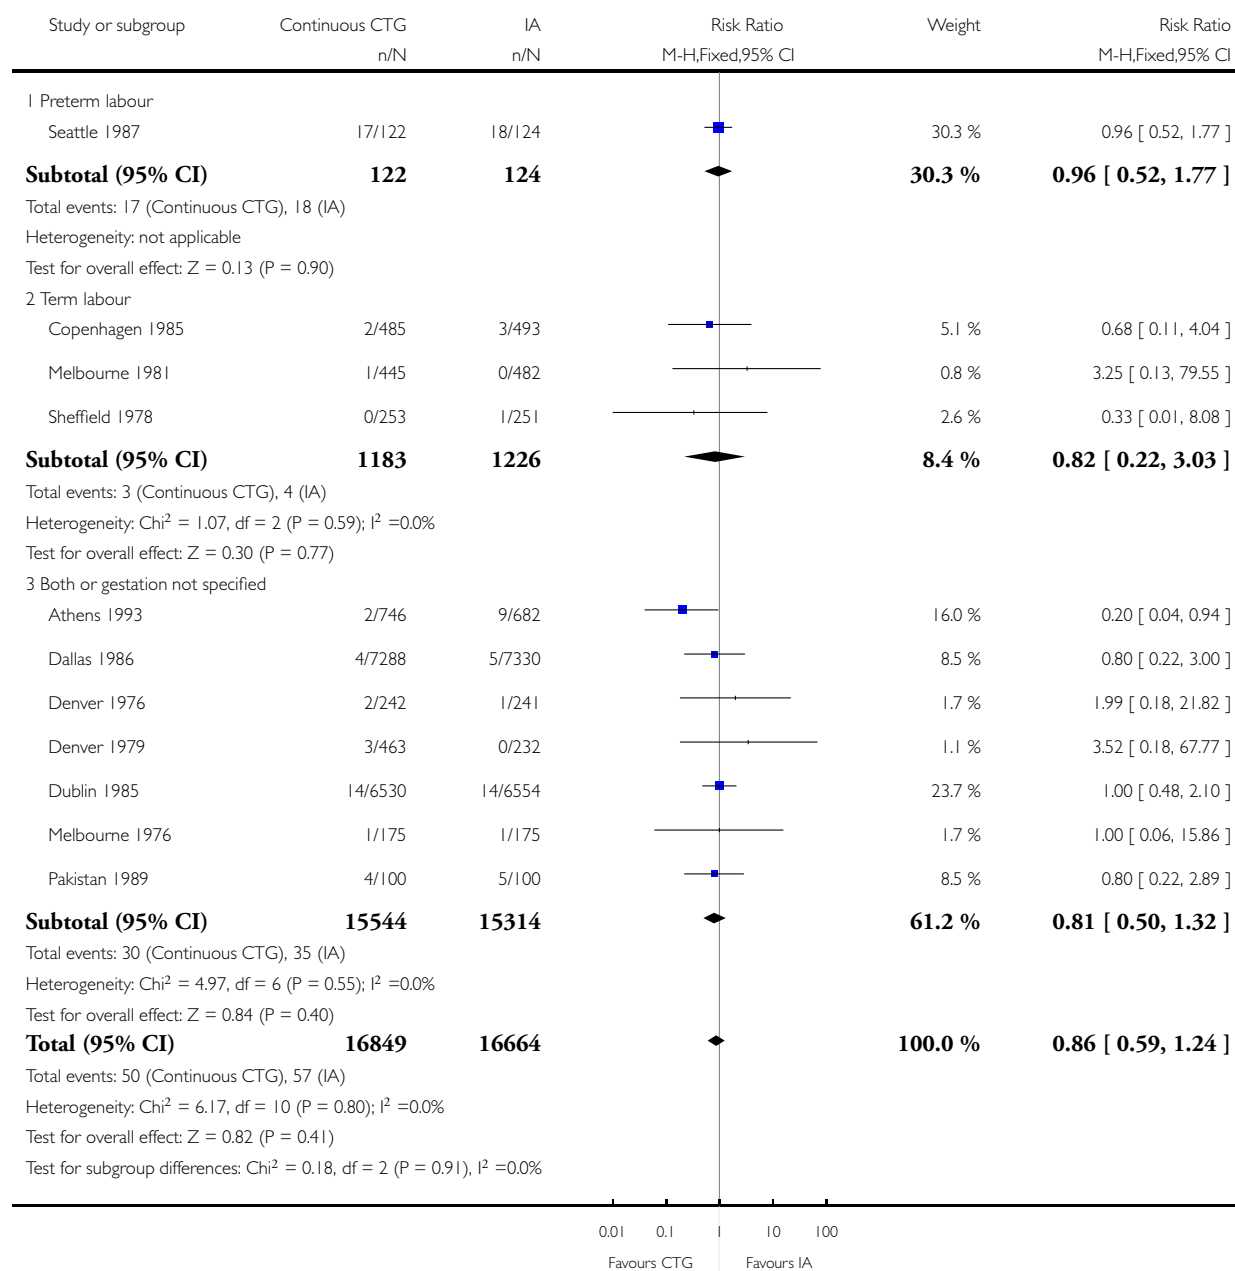 Study or subgroup Continuous CTG IA Risk Ratio Weight Risk Ratio
n/N n/N M-H,Fixed,95% CI M-H,Fixed,95% CI
1 Preterm labour
Seattle 1987 17/122 18/124 30.3 % 0.96 [ 0.52, 1.77 ]
Subtotal (95% CI) 122 124 30.3 % 0.96 [ 0.52, 1.77 ]
Total events: 17 (Continuous CTG), 18 (IA)
Heterogeneity: not applicable
Test for overall effect: Z = 0.13 (P = 0.90)
2 Term labour
Copenhagen 1985 2/485 3/493 5.1 % 0.68 [ 0.11, 4.04 ]
Melbourne 1981 1/445 0/482 0.8 % 3.25 [ 0.13, 79.55 ]
Sheffield 1978 0/253 1/251 2.6 % 0.33 [ 0.01, 8.08 ]
Subtotal (95% CI) 1183 1226 8.4 % 0.82 [ 0.22, 3.03 ]
Total events: 3 (Continuous CTG), 4 (IA)
Heterogeneity: Chi² = 1.07, df = 2 (P = 0.59); I² =0.0%
Test for overall effect: Z = 0.30 (P = 0.77)
3 Both or gestation not specified
Athens 1993 2/746 9/682 16.0 % 0.20 [ 0.04, 0.94 ]
Dallas 1986 4/7288 5/7330 8.5 % 0.80 [ 0.22, 3.00 ]
Denver 1976 2/242 1/241 1.7 % 1.99 [ 0.18, 21.82 ]
Denver 1979 3/463 0/232 1.1 % 3.52 [ 0.18, 67.77 ]
Dublin 1985 14/6530 14/6554 23.7 % 1.00 [ 0.48, 2.10 ]
Melbourne 1976 1/175 1/175 1.7 % 1.00 [ 0.06, 15.86 ]
Pakistan 1989 4/100 5/100 8.5 % 0.80 [ 0.22, 2.89 ]
Subtotal (95% CI) 15544 15314 61.2 % 0.81 [ 0.50, 1.32 ]
Total events: 30 (Continuous CTG), 35 (IA)
Heterogeneity: Chi² = 4.97, df = 6 (P = 0.55); I² =0.0%
Test for overall effect: Z = 0.84 (P = 0.40)
Total (95% CI) 16849 16664 100.0 % 0.86 [ 0.59, 1.24 ]
Total events: 50 (Continuous CTG), 57 (IA)
Heterogeneity: Chi² = 6.17, df = 10 (P = 0.80); I² =0.0%
Test for overall effect: Z = 0.82 (P = 0.41)
Test for subgroup differences: Chi² = 0.18, df = 2 (P = 0.91), I² =0.0%
0.01 0.1 1 10 100
Favours CTG Favours IA